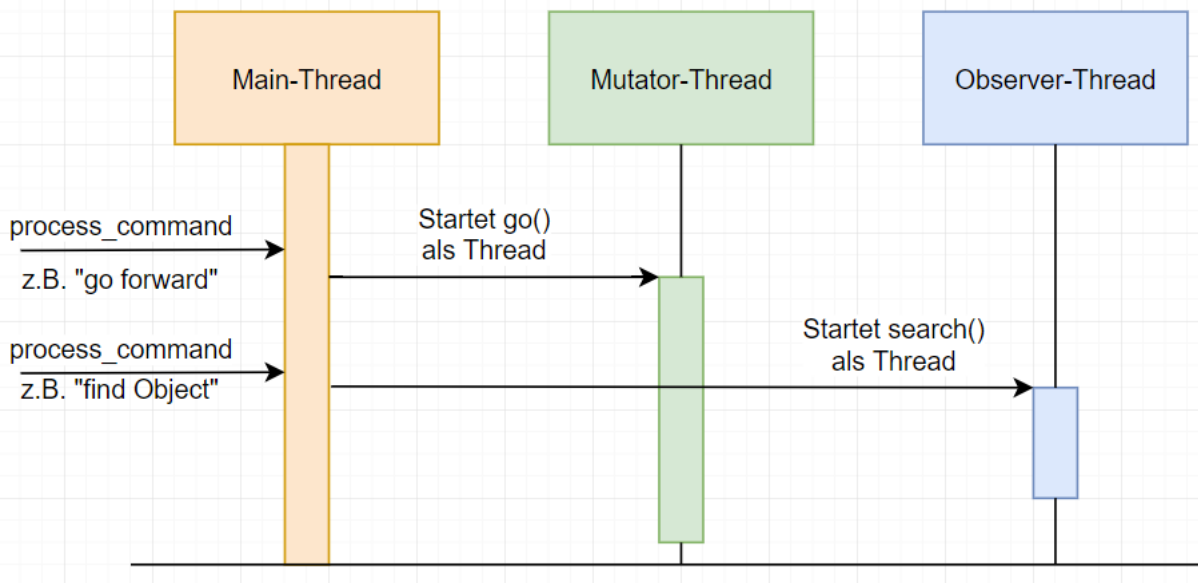 Main-Thread
Mutator-Thread
Observer-Thread
process_command
z.B. "go forward"
Startet go()
als Thread
process_command
z.B. "find Object"
Startet search()
als Thread